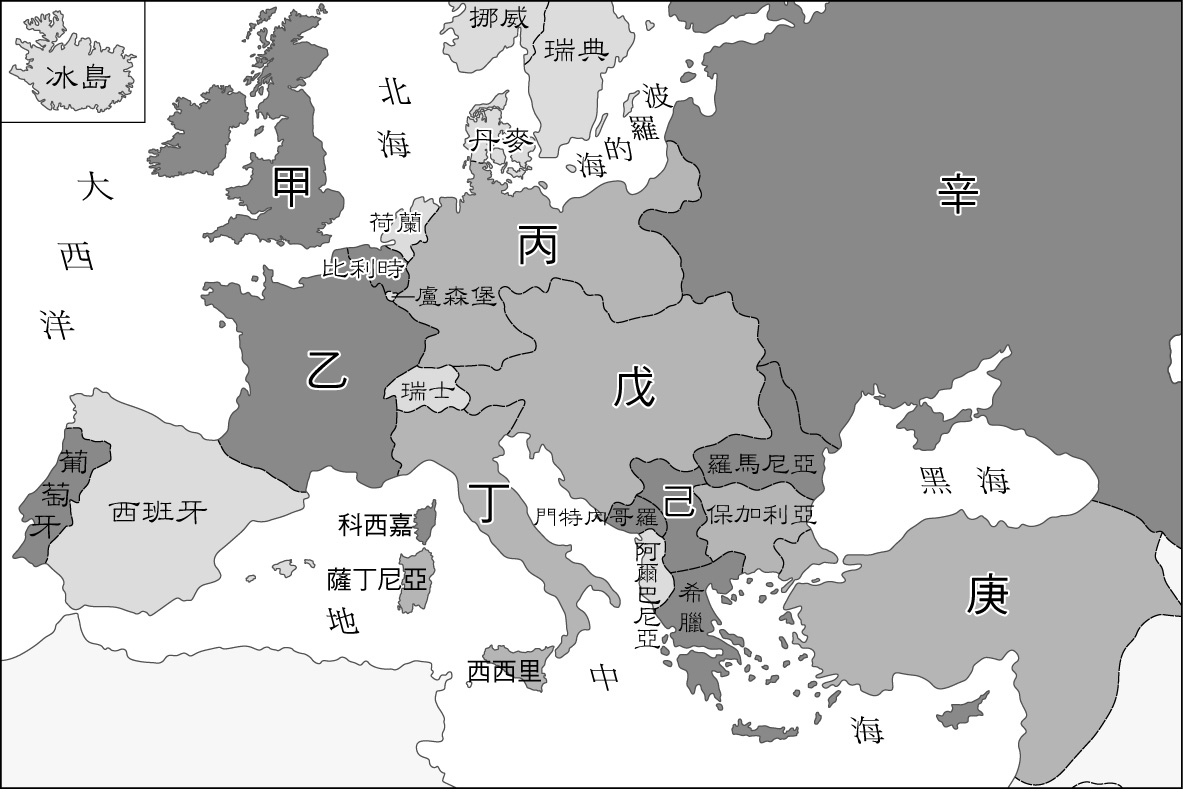 冰島
挪威
瑞典
北海
波羅的海
丹麥
大西洋
甲
荷蘭
丙
辛
比利時
盧森堡
乙
瑞士
戊
葡萄牙
西班牙
羅馬尼亞
黑海
丁
己
科西嘉
門特內哥羅
保加利亞
阿爾巴尼亞
薩丁尼亞
希臘
庚
地中海
西西里